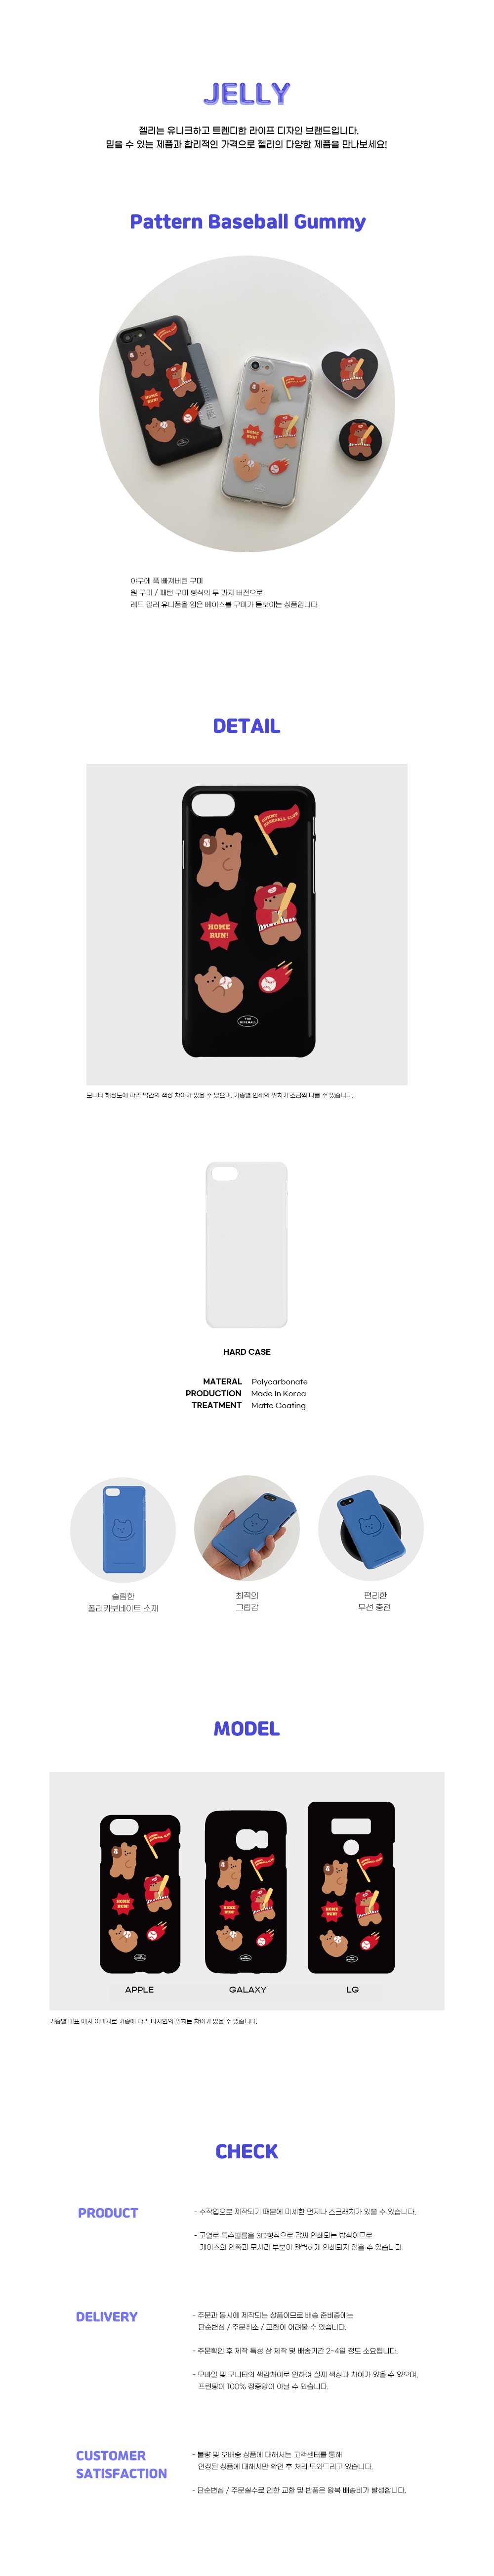 JELLY
젤리는 유니크하고 트렌디한 라이프 디자인 브랜드입니다.
믿을 수 있는 제품과 합리적인 가격으로 젤리의 다양한 제품을 만나보세요!
Pattern Baseball Gummy
HOME
RUN!
HOME
RUN!
야구에 푹 빠져버린 구미
원 구미 / 패턴 구미 형식의 두 가지 버전으로
레드 컬러 유니폼을 입은 베이스볼 구미가 돋보이는 상품입니다.
DETAIL
GUMMY
BASEBALL CLUB
HOME
RUN!
모니터 해상도에 따라 약간의 색상 차이가 있을 수 있으며, 기종별 인쇄의 위치가 조금씩 다를 수 있습니다.
HARD CASE
MATERAL Polycarbonate
PRODUCTION Made In Korea
TREATMENT Matte Coating
슬림한
폴리카보네이트 소재
최적의
그립감
편리한
무선 충전
MODEL
HOME
RUN!
HOME
RUN!
HOME
RUN!
APPLE
GALAXY
LG
기종별 대표 예시 이미지로 기종에 따라 디자인의 위치는 차이가 있을 수 있습니다.
CHECK
PRODUCT
- 수작업으로 제작되기 때문에 미세한 먼지나 스크래치가 있을 수 있습니다.
- 고열로 특수필름을 3D형식으로 감싸 인쇄되는 방식이므로
케이스의 안쪽과 모서리 부분이 완벽하게 인쇄되지 않을 수 있습니다.
DELIVERY
- 주문과 동시에 제작되는 상품이므로 배송 준비중에는
단순변심 / 주문취소 / 교환이 어려울 수 있습니다.
- 주문확인 후 제작 특성 상 제작 및 배송기간 2-4일 정도 소요됩니다.
- 모바일 및 모니터의 색감차이로 인하여 실제 색상과 차이가 있을 수 있으며,
프린팅이 100% 정중앙이 아닐 수 있습니다.
CUSTOMER
SATISFACTION
- 불량 및 오배송 상품에 대해서는 고객센터를 통해
인정된 상품에 대해서만 확인 후 처리 도와드리고 있습니다.
- 단순변심 / 주문실수로 인한 교환 및 반품은 왕복 배송비가 발생합니다.